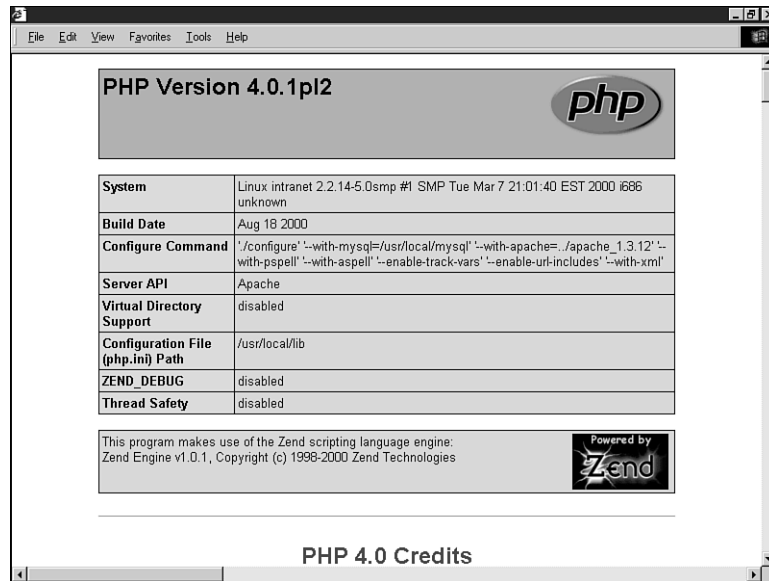 File Edit View Favorites Tools Help
PHP Version 4.0.1pl2
php
System
Linux intranet 2.2.14-5.0smp #1 SMP Tue Mar 7 21:01:40 EST 2000 i686
unknown
Build Date
Aug 18 2000
Configure Command
'./configure' '--with-mysql=/usr/local/mysql' '--with-apache=../apache_1.3.12' '--
with-pspell' '--with-aspell' '--enable-track-vars' '--enable-url-includes' '--with-xml'
Server API
Apache
Virtual Directory
Support
disabled
Configuration File
(php.ini) Path
/usr/local/lib
ZEND_DEBUG
disabled
Thread Safety
disabled
This program makes use of the Zend scripting language engine:
Zend Engine v1.0.1, Copyright (c) 1998-2000 Zend Technologies
Powered by
Zend
PHP 4.0 Credits